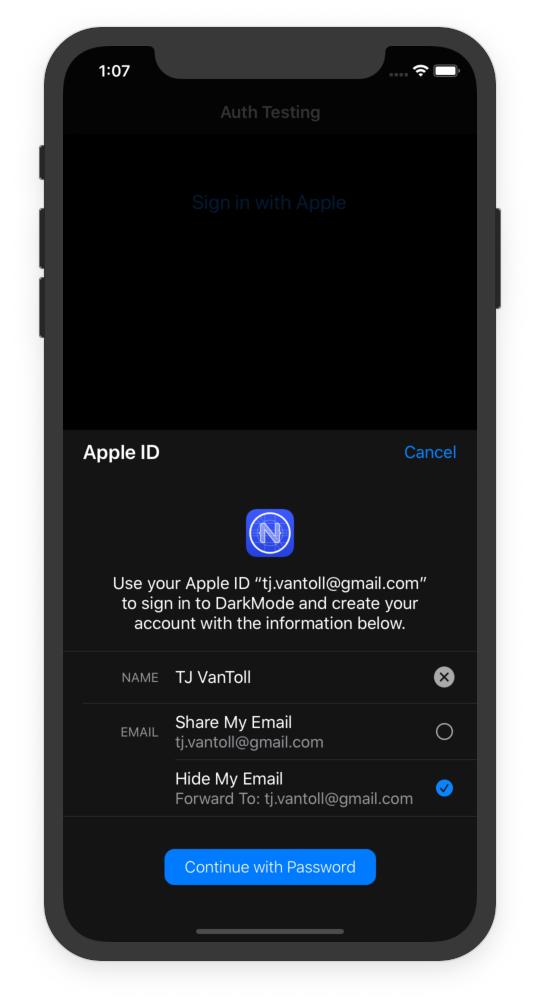 1:07
Auth Testing
Sign in with Apple
Apple ID
Cancel
N
Use your Apple ID “tj.vantoll@gmail.com”
to sign in to DarkMode and create your
account with the information below.
NAME TJ VanToll
EMAIL Share My Email
tj.vantoll@gmail.com
Hide My Email
Forward To: tj.vantoll@gmail.com
Continue with Password